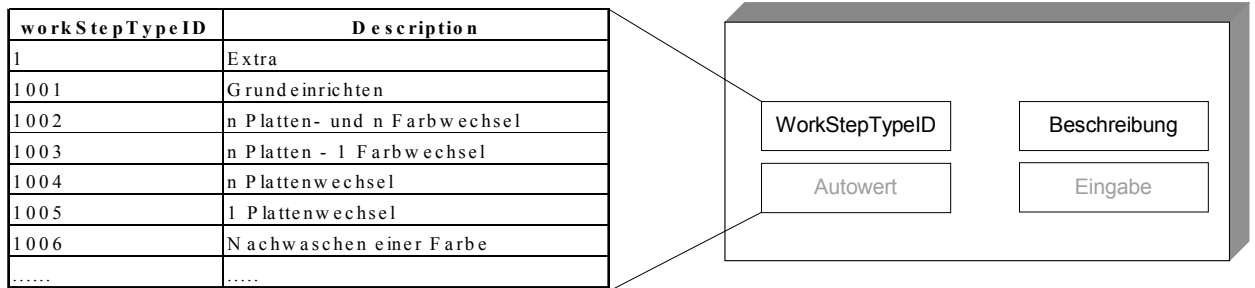 workStepTypeID Description
1 Extra
1001 Grundeinrichten
1002 n Platten- und n Farbwechsel
1003 n Platten - 1 Farbwechsel
1004 n Plattenwechsel
1005 1 Plattenwechsel
1006 Nachwaschen einer Farbe
...... .....
WorkStepTypeID Beschreibung
Autowert Eingabe